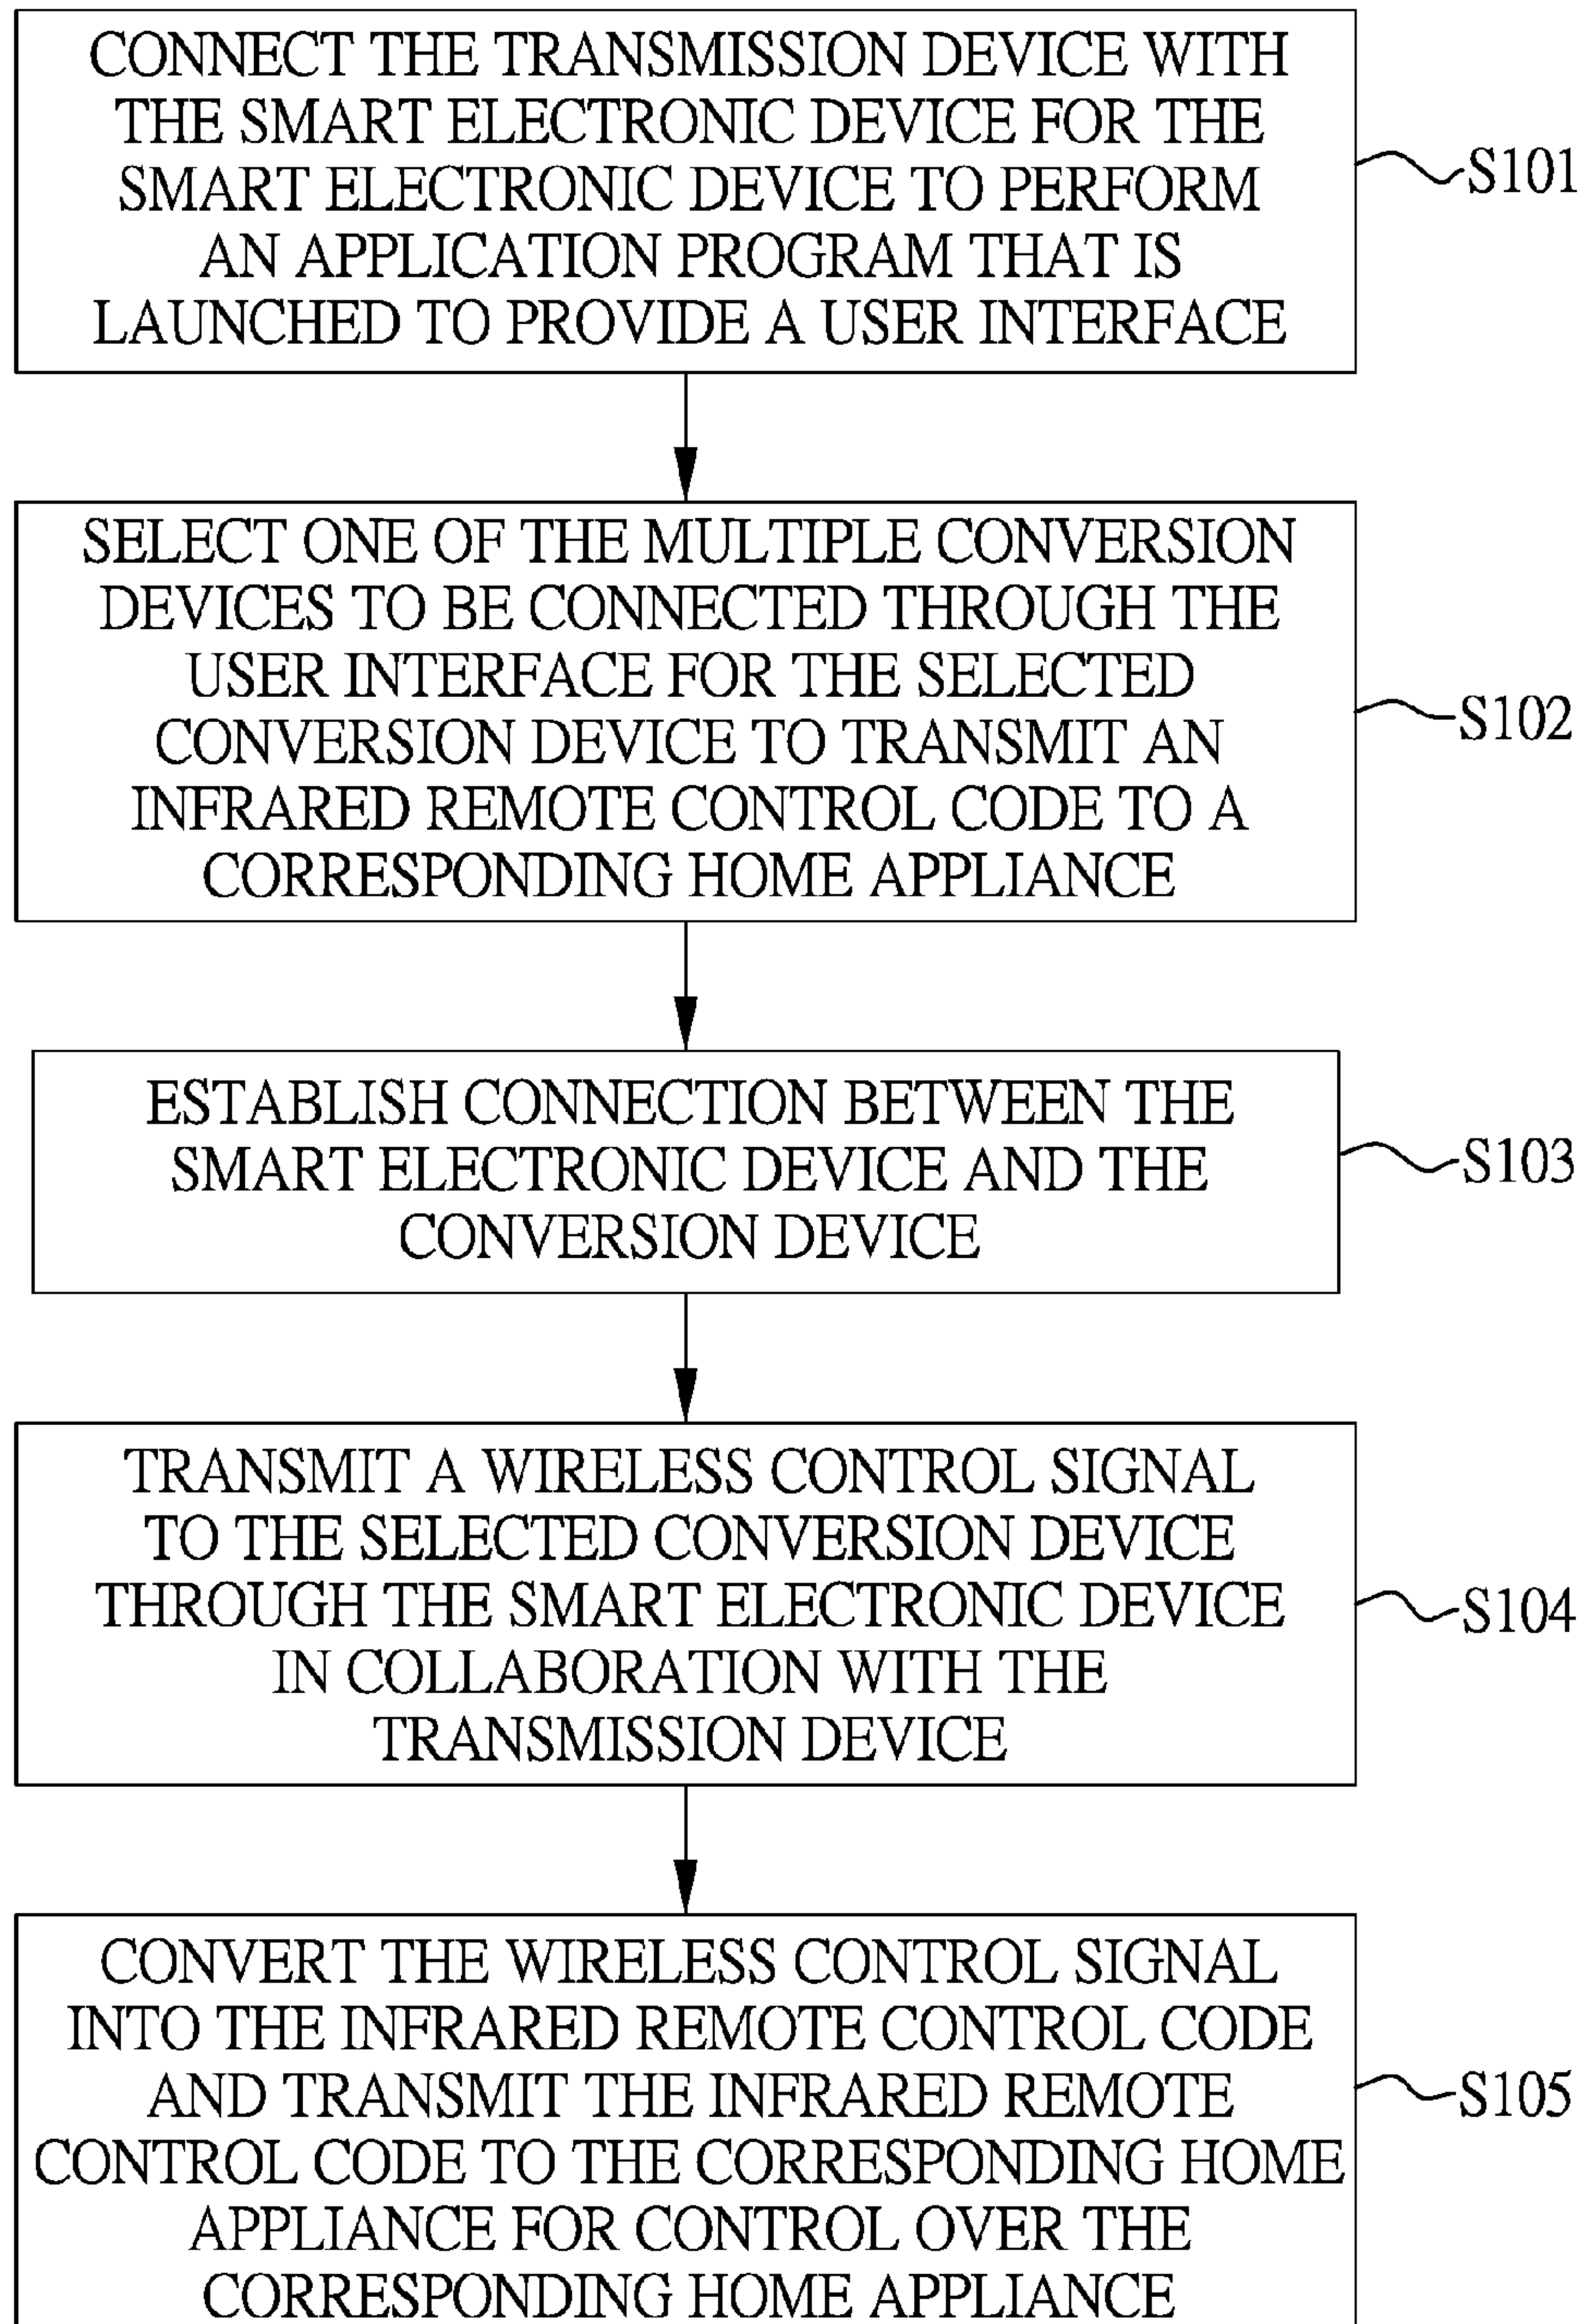 CONNECT THE TRANSMISSION DEVICE WITH
THE SMART ELECTRONIC DEVICE FOR THE
SMART ELECTRONIC DEVICE TO PERFORM
AN APPLICATION PROGRAM THAT IS
LAUNCHED TO PROVIDE A USER INTERFACE
S101
SELECT ONE OF THE MULTIPLE CONVERSION
DEVICES TO BE CONNECTED THROUGH THE
USER INTERFACE FOR THE SELECTED
CONVERSION DEVICE TO TRANSMIT AN
INFRARED REMOTE CONTROL CODE TO A
CORRESPONDING HOME APPLIANCE
S102
ESTABLISH CONNECTION BETWEEN THE
SMART ELECTRONIC DEVICE AND THE
CONVERSION DEVICE
S103
TRANSMIT A WIRELESS CONTROL SIGNAL
TO THE SELECTED CONVERSION DEVICE
THROUGH THE SMART ELECTRONIC DEVICE
IN COLLABORATION WITH THE
TRANSMISSION DEVICE
S104
CONVERT THE WIRELESS CONTROL SIGNAL
INTO THE INFRARED REMOTE CONTROL CODE
AND TRANSMIT THE INFRARED REMOTE
CONTROL CODE TO THE CORRESPONDING HOME
APPLIANCE FOR CONTROL OVER THE
CORRESPONDING HOME APPLIANCE
S105